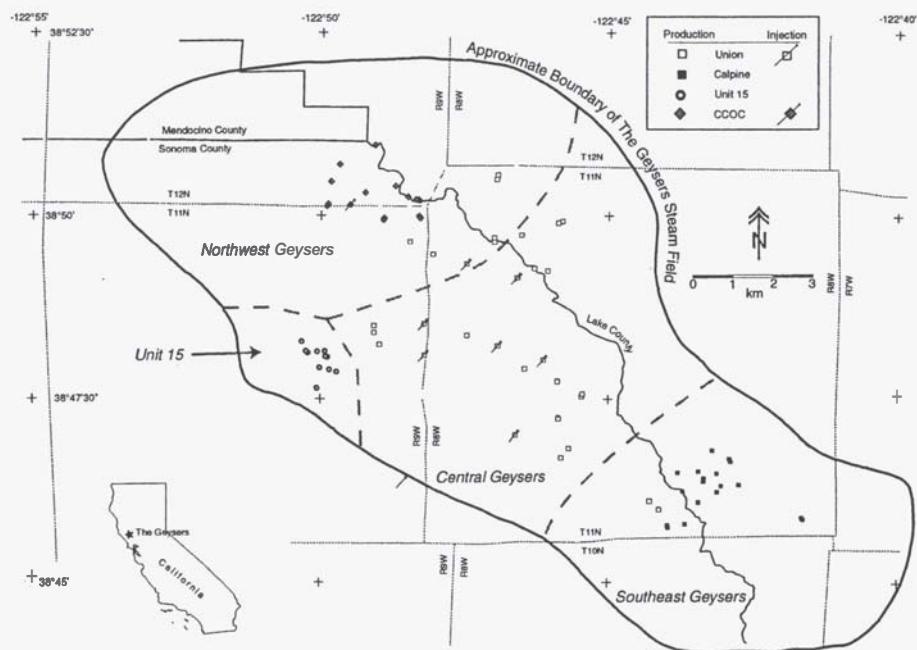 -122°55' -122°50' -122°45' -122°40'
38°52'30"
Production Injection
Union
Calpine
Unit 15
CCOC
Approximate Boundary of The Geysers Steam Field
R9W R8W
Mendocino County
Sonoma County
T12N T11N
T12N
T11N
38°50'
Northwest Geysers
N
0 1 2 3
km
R8W R7W
Lake County
Unit 15
38°47'30"
R9W R8W
Central Geysers
The Geysers
California
T11N
T10N
R9W R8W
38°45'
Southeast Geysers